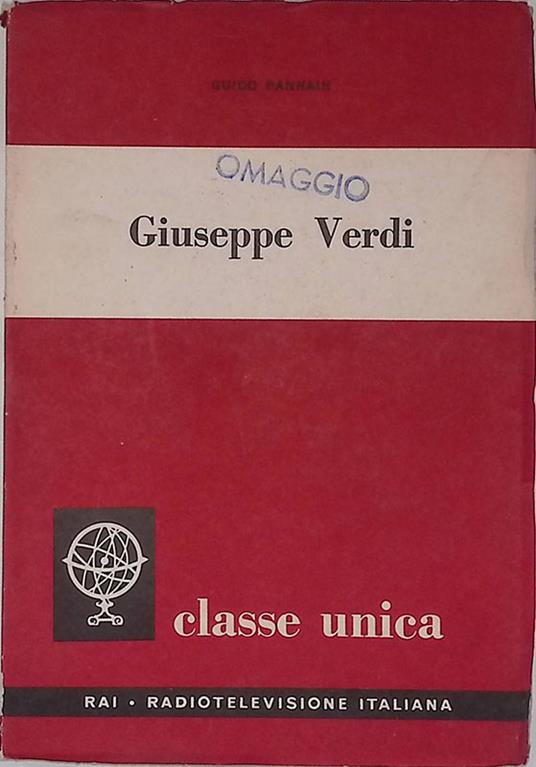 GUIDO PANNAIN
OMAGGIO
Giuseppe Verdi
classe unica
RAI • RADIOTELEVISIONE ITALIANA